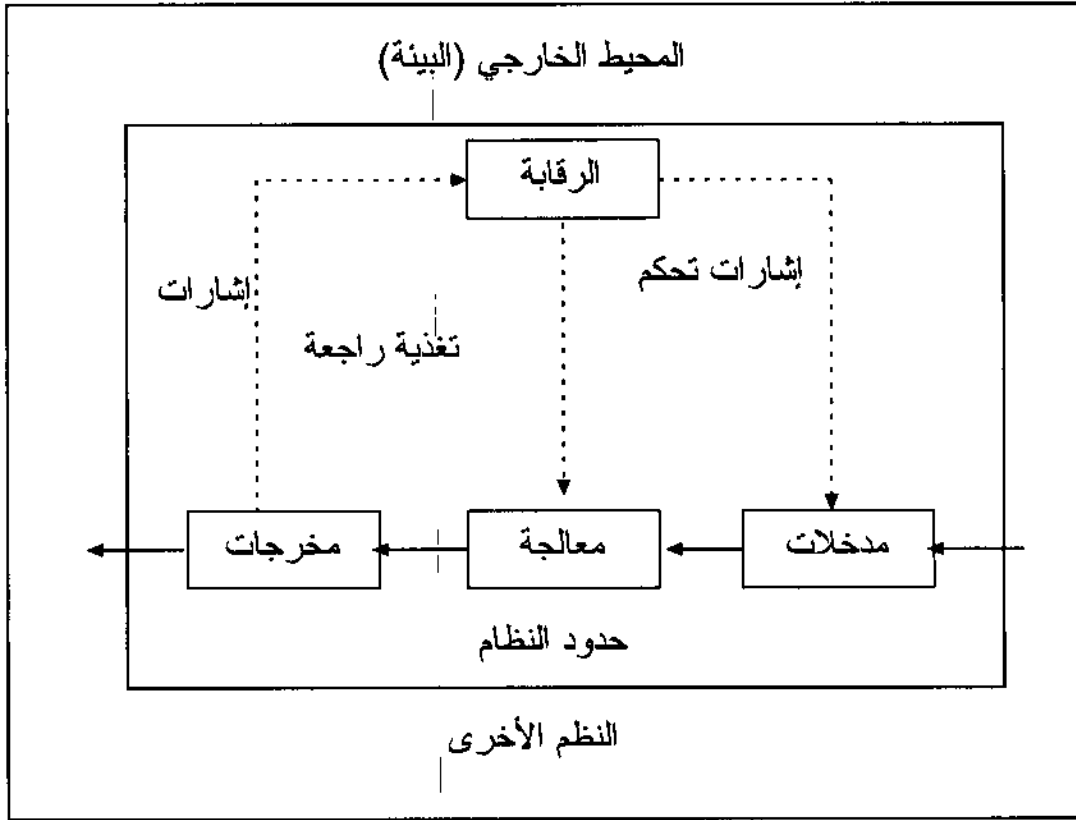 المحيط الخارجي (البيئة)
الرقابة
إشارات تحكم
إشارات
تغذية راجعة
مدخلات
معالجة
مخرجات
حدود النظام
النظم الأخرى